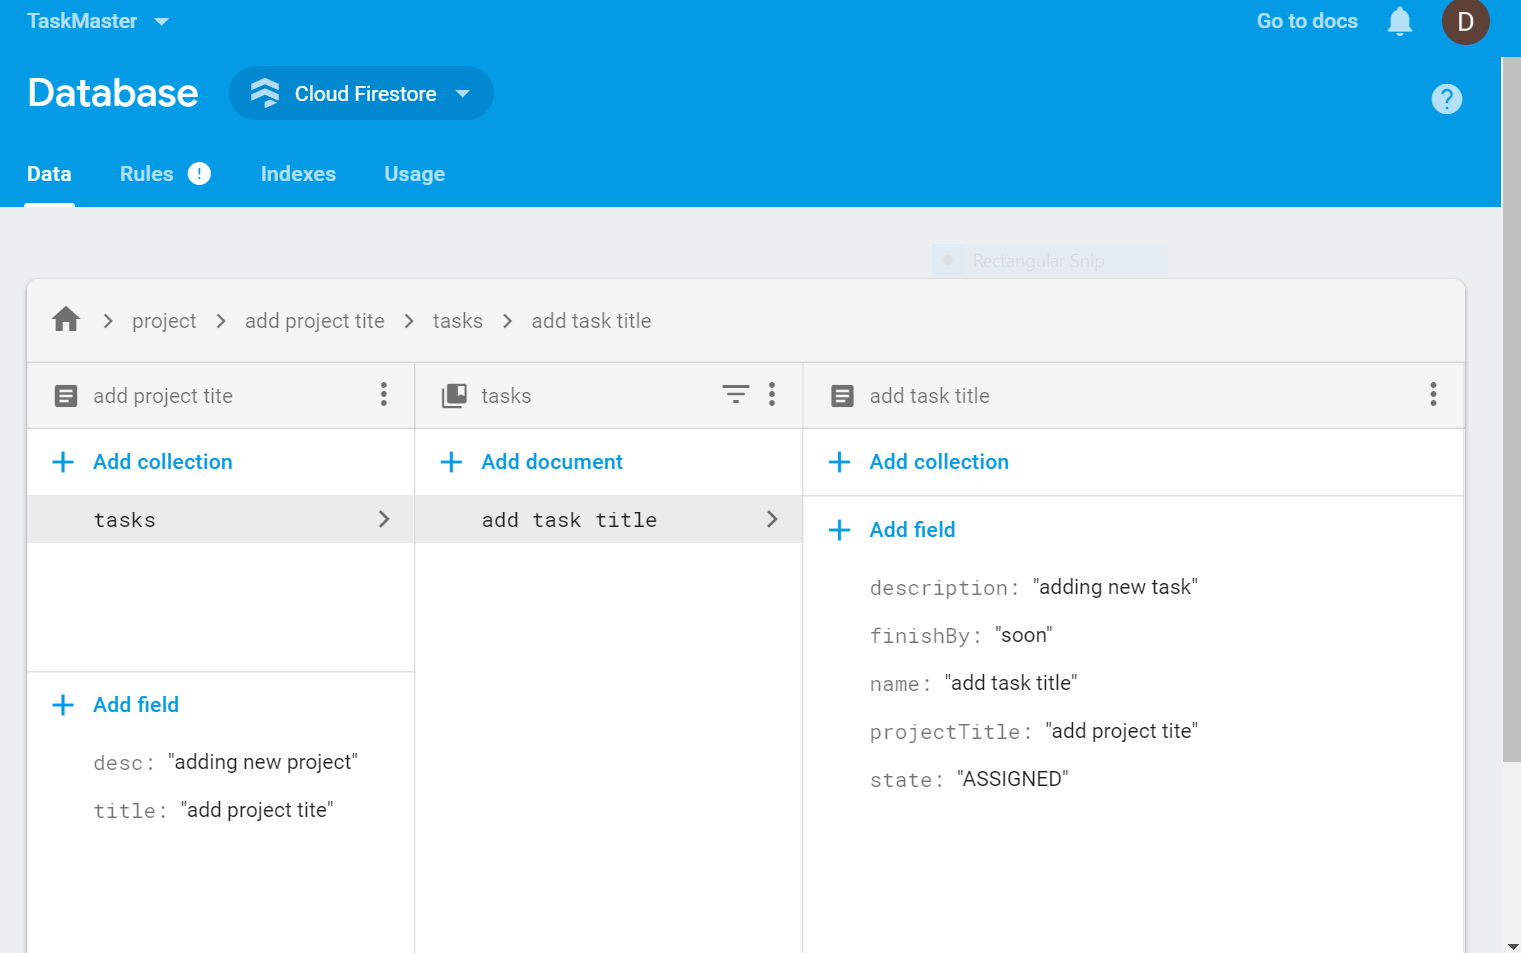 TaskMaster
Go to docs
D
Database
Cloud Firestore
?
Data
Rules !
Indexes
Usage
Rectangular Snip
project > add project tite > tasks > add task title
add project tite
tasks
add task title
+ Add collection
+ Add document
+ Add collection
tasks
add task title
+ Add field
description: "adding new task"
finishBy: "soon"
name: "add task title"
projectTitle: "add project tite"
state: "ASSIGNED"
+ Add field
desc: "adding new project"
title: "add project tite"